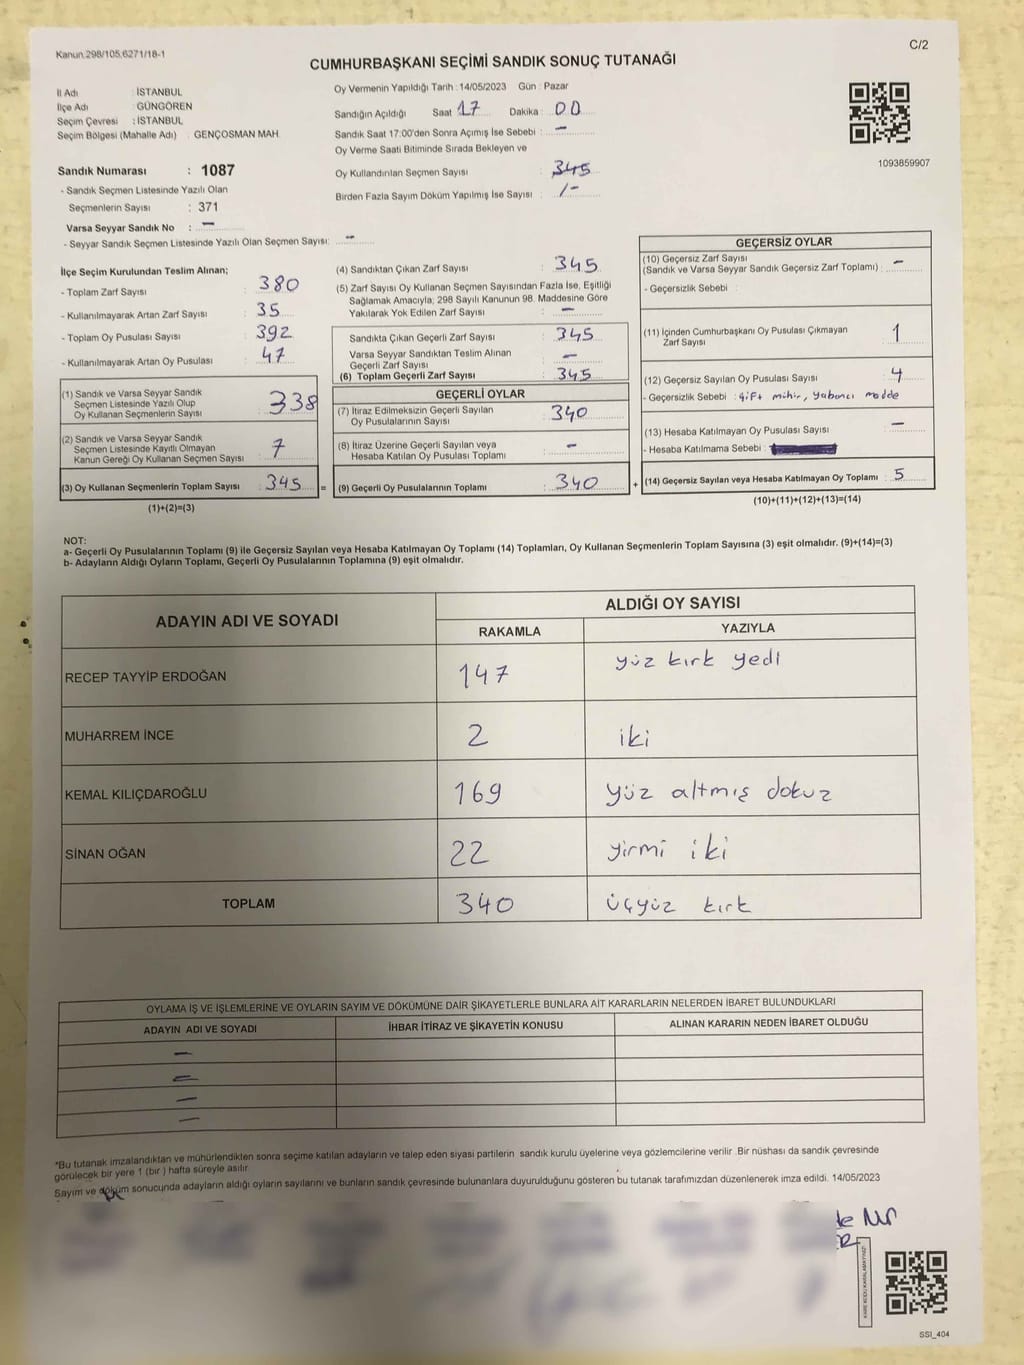 Kanun.298/105,6271/18-1
C/2
CUMHURBAŞKANI SEÇİMİ SANDIK SONUÇ TUTANAĞI
İl Adı : İSTANBUL
İlçe Adı : GÜNGÖREN
Seçim Çevresi : İSTANBUL
Seçim Bölgesi (Mahalle Adı) : GENÇOSMAN MAH.
Oy Vermenin Yapıldığı Tarih : 14/05/2023 Gün : Pazar
Sandığın Açıldığı Saat 17 Dakika : 00
Sandık Saat 17:00'den Sonra Açımış İse Sebebi : –
Oy Verme Saati Bitiminde Sırada Bekleyen ve
Oy Kullandırılan Seçmen Sayısı : 345
Birden Fazla Sayım Döküm Yapılmış İse Sayısı : /-
1093859907
Sandık Numarası : 1087
- Sandık Seçmen Listesinde Yazılı Olan
Seçmenlerin Sayısı : 371
Varsa Seyyar Sandık No : –
- Seyyar Sandık Seçmen Listesinde Yazılı Olan Seçmen Sayısı: –
İlçe Seçim Kurulundan Teslim Alınan;
- Toplam Zarf Sayısı : 380
- Kullanılmayarak Artan Zarf Sayısı : 35
- Toplam Oy Pusulası Sayısı : 392
- Kullanılmayarak Artan Oy Pusulası : 47
(1) Sandık ve Varsa Seyyar Sandık
Seçmen Listesinde Yazılı Olup
Oy Kullanan Seçmenlerin Sayısı : 338
(2) Sandık ve Varsa Seyyar Sandık
Seçmen Listesinde Kayıtlı Olmayan
Kanun Gereği Oy Kullanan Seçmen Sayısı : 7
(3) Oy Kullanan Seçmenlerin Toplam Sayısı : 345 =
(1)+(2)=(3)
(4) Sandıktan Çıkan Zarf Sayısı : 345
(5) Zarf Sayısı Oy Kullanan Seçmen Sayısından Fazla İse, Eşitliği
Sağlamak Amacıyla; 298 Sayılı Kanunun 98. Maddesine Göre
Yakılarak Yok Edilen Zarf Sayısı : –
Sandıkta Çıkan Geçerli Zarf Sayısı : 345
Varsa Seyyar Sandıktan Teslim Alınan
Geçerli Zarf Sayısı : –
(6) Toplam Geçerli Zarf Sayısı : 345
GEÇERLİ OYLAR
(7) İtiraz Edilmeksizin Geçerli Sayılan
Oy Pusulalarının Sayısı : 340
(8) İtiraz Üzerine Geçerli Sayılan veya
Hesaba Katılan Oy Pusulası Toplamı : –
(9) Geçerli Oy Pusulalarının Toplamı : 340 +
GEÇERSİZ OYLAR
(10) Geçersiz Zarf Sayısı
(Sandık ve Varsa Seyyar Sandık Geçersiz Zarf Toplamı) : –
- Geçersizlik Sebebi :
(11) İçinden Cumhurbaşkanı Oy Pusulası Çıkmayan
Zarf Sayısı : 1
(12) Geçersiz Sayılan Oy Pusulası Sayısı : 4
- Geçersizlik Sebebi : çift mühür, yabancı madde
(13) Hesaba Katılmayan Oy Pusulası Sayısı : –
- Hesaba Katılmama Sebebi :
(14) Geçersiz Sayılan veya Hesaba Katılmayan Oy Toplamı : 5
(10)+(11)+(12)+(13)=(14)
NOT:
a- Geçerli Oy Pusulalarının Toplamı (9) ile Geçersiz Sayılan veya Hesaba Katılmayan Oy Toplamı (14) Toplamları, Oy Kullanan Seçmenlerin Toplam Sayısına (3) eşit olmalıdır. (9)+(14)=(3)
b- Adayların Aldığı Oyların Toplamı, Geçerli Oy Pusulalarının Toplamına (9) eşit olmalıdır.
ADAYIN ADI VE SOYADI
ALDIĞI OY SAYISI
RAKAMLA YAZIYLA
RECEP TAYYİP ERDOĞAN 147 yüz kırk yedi
MUHARREM İNCE 2 iki
KEMAL KILIÇDAROĞLU 169 yüz altmış dokuz
SİNAN OĞAN 22 yirmi iki
TOPLAM 340 üçyüz kırk
OYLAMA İŞ VE İŞLEMLERİNE VE OYLARIN SAYIM VE DÖKÜMÜNE DAİR ŞİKAYETLERLE BUNLARA AİT KARARLARIN NELERDEN İBARET BULUNDUKLARI
ADAYIN ADI VE SOYADI İHBAR İTİRAZ VE ŞİKAYETİN KONUSU ALINAN KARARIN NEDEN İBARET OLDUĞU
–
–
–
–
*Bu tutanak imzalandıktan ve mühürlendikten sonra seçime katılan adayların ve talep eden siyasi partilerin sandık kurulu üyelerine veya gözlemcilerine verilir .Bir nüshası da sandık çevresinde
görülecek bir yere 1 (bir ) hafta süreyle asılır.
Sayım ve döküm sonucunda adayların aldığı oyların sayılarını ve bunların sandık çevresinde bulunanlara duyurulduğunu gösteren bu tutanak tarafımızdan düzenlenerek imza edildi. 14/05/2023
KARE KODU KARALAMAYINIZ!
SSI_404